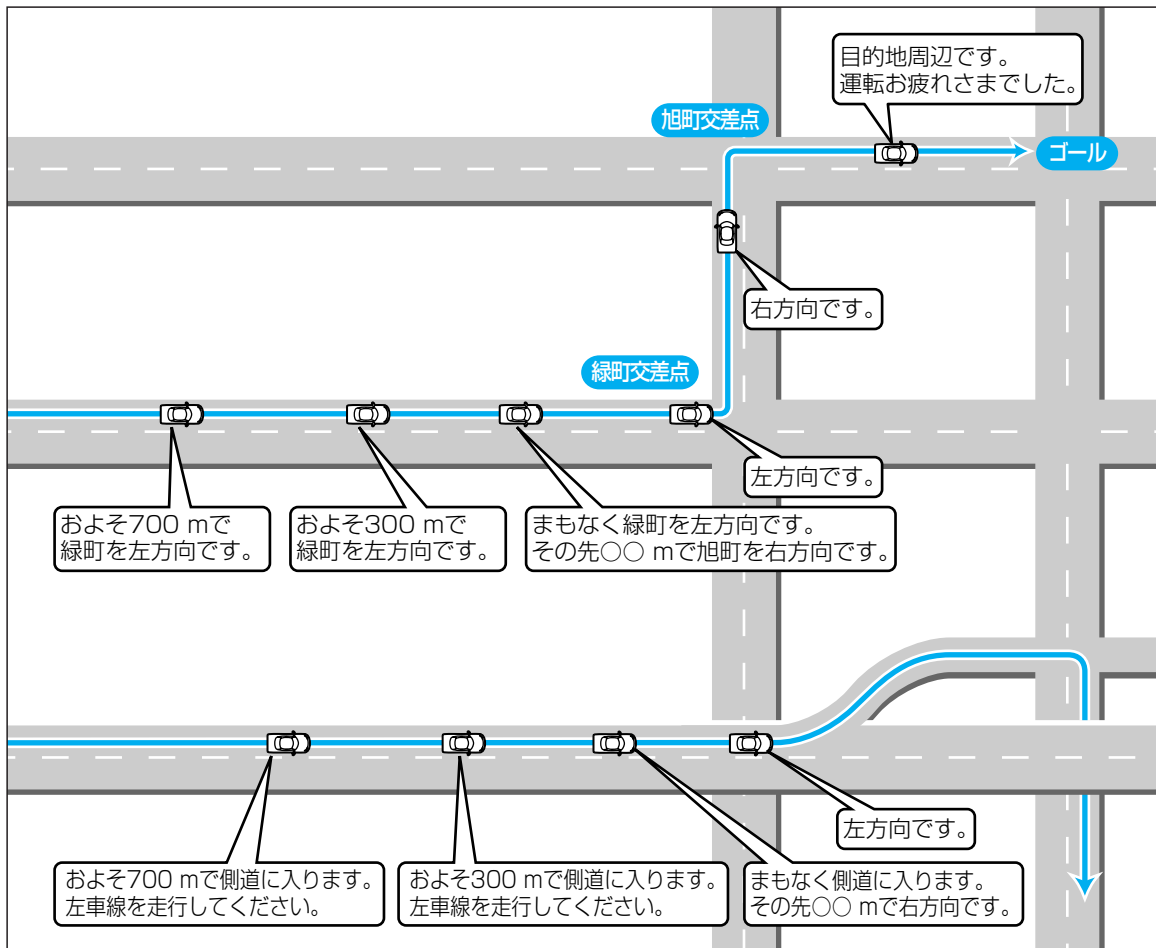 目的地周辺です。
運転お疲れさまでした。
旭町交差点
ゴール
右方向です。
緑町交差点
左方向です。
およそ700 mで
緑町を左方向です。
およそ300 mで
緑町を左方向です。
まもなく緑町を左方向です。
その先○○ mで旭町を右方向です。
左方向です。
およそ700 mで側道に入ります。
左車線を走行してください。
およそ300 mで側道に入ります。
左車線を走行してください。
まもなく側道に入ります。
その先○○ mで右方向です。